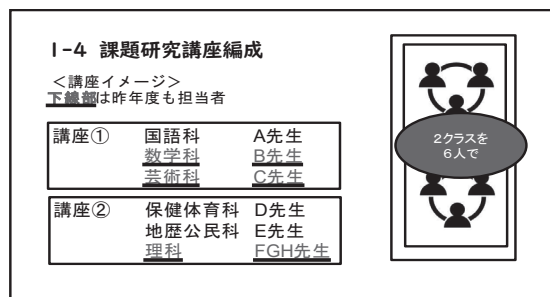 1-4 課題研究講座編成
＜講座イメージ＞
下線部は昨年度も担当者
講座① 国語科 A先生
数学科 B先生
芸術科 C先生
講座② 保健体育科 D先生
地歴公民科 E先生
理科 FGH先生
2クラスを
6人で